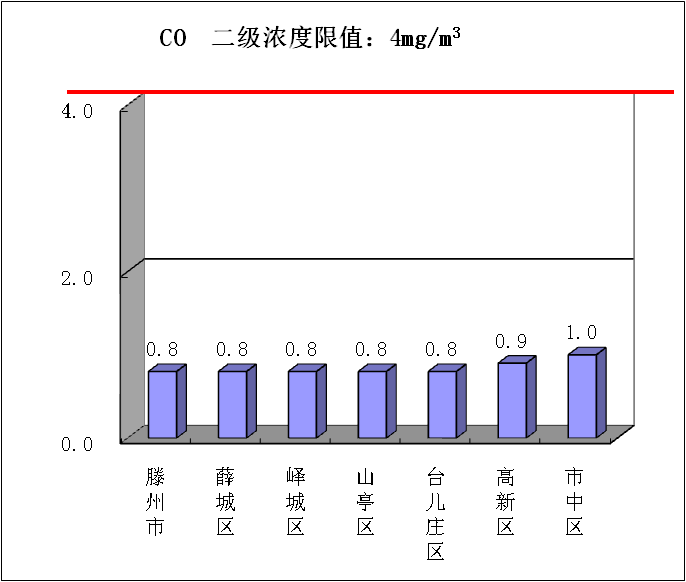 CO 二级浓度限值：4mg/m³
4.0
2.0
0.0
0.8
0.8
0.8
0.8
0.8
0.9
1.0
滕州市
薛城区
峄城区
山亭区
台儿庄区
高新区
市中区